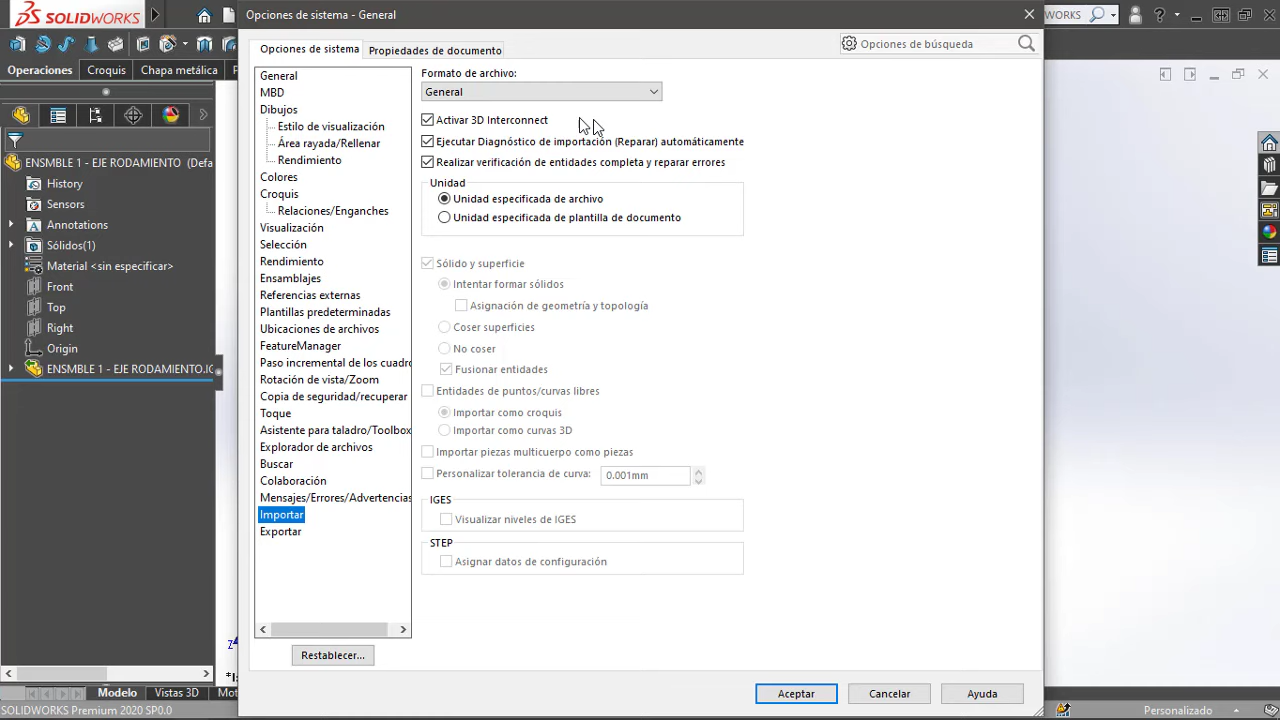 SOLIDWORKS
Opciones de sistema - General
WORKS
Operaciones
Croquis
Chapa metálica
Opciones de sistema
Propiedades de documento
Opciones de búsqueda
ENSMBLE 1 - EJE RODAMIENTO (Defa
History
Sensors
Annotations
Sólidos(1)
Material <sin especificar>
Front
Top
Right
Origin
ENSMBLE 1 - EJE RODAMIENTO.IG
General
MBD
Dibujos
Estilo de visualización
Área rayada/Rellenar
Rendimiento
Colores
Croquis
Relaciones/Enganches
Visualización
Selección
Rendimiento
Ensamblajes
Referencias externas
Plantillas predeterminadas
Ubicaciones de archivos
FeatureManager
Paso incremental de los cuadro
Rotación de vista/Zoom
Copia de seguridad/recuperar
Toque
Asistente para taladro/Toolbox
Explorador de archivos
Buscar
Colaboración
Mensajes/Errores/Advertencias
Importar
Exportar
Restablecer...
Formato de archivo:
General
Activar 3D Interconnect
Ejecutar Diagnóstico de importación (Reparar) automáticamente
Realizar verificación de entidades completa y reparar errores
Unidad
Unidad especificada de archivo
Unidad especificada de plantilla de documento
Sólido y superficie
Intentar formar sólidos
Asignación de geometría y topología
Coser superficies
No coser
Fusionar entidades
Entidades de puntos/curvas libres
Importar como croquis
Importar como curvas 3D
Importar piezas multicuerpo como piezas
Personalizar tolerancia de curva: 0.001mm
IGES
Visualizar niveles de IGES
STEP
Asignar datos de configuración
Aceptar
Cancelar
Ayuda
Modelo
Vistas 3D
Mot
SOLIDWORKS Premium 2020 SP0.0
Personalizado